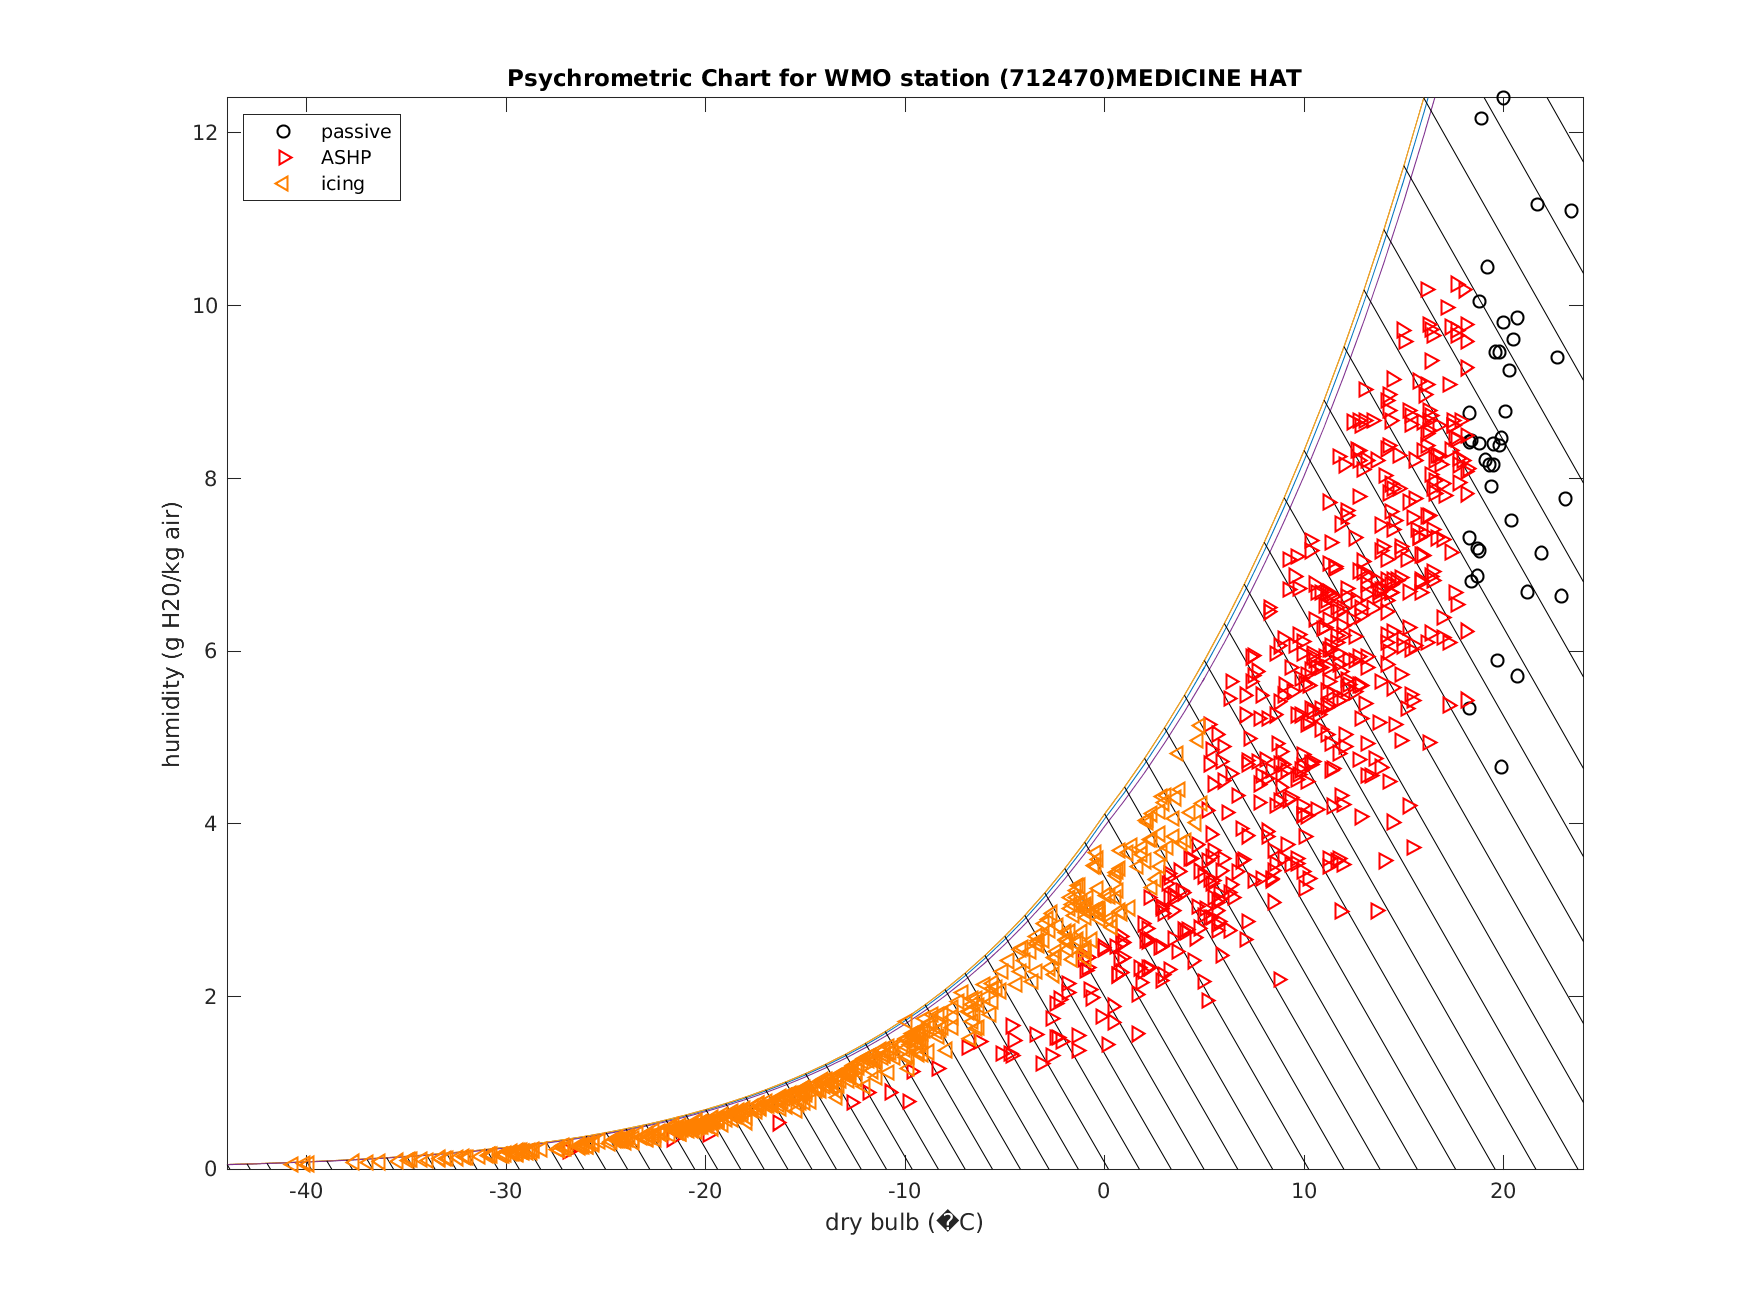 Psychrometric Chart for WMO station (712470)MEDICINE HAT
passive
ASHP
icing
humidity (g H20/kg air)
12
10
8
6
4
2
0
-40 -30 -20 -10 0 10 20
dry bulb (�C)